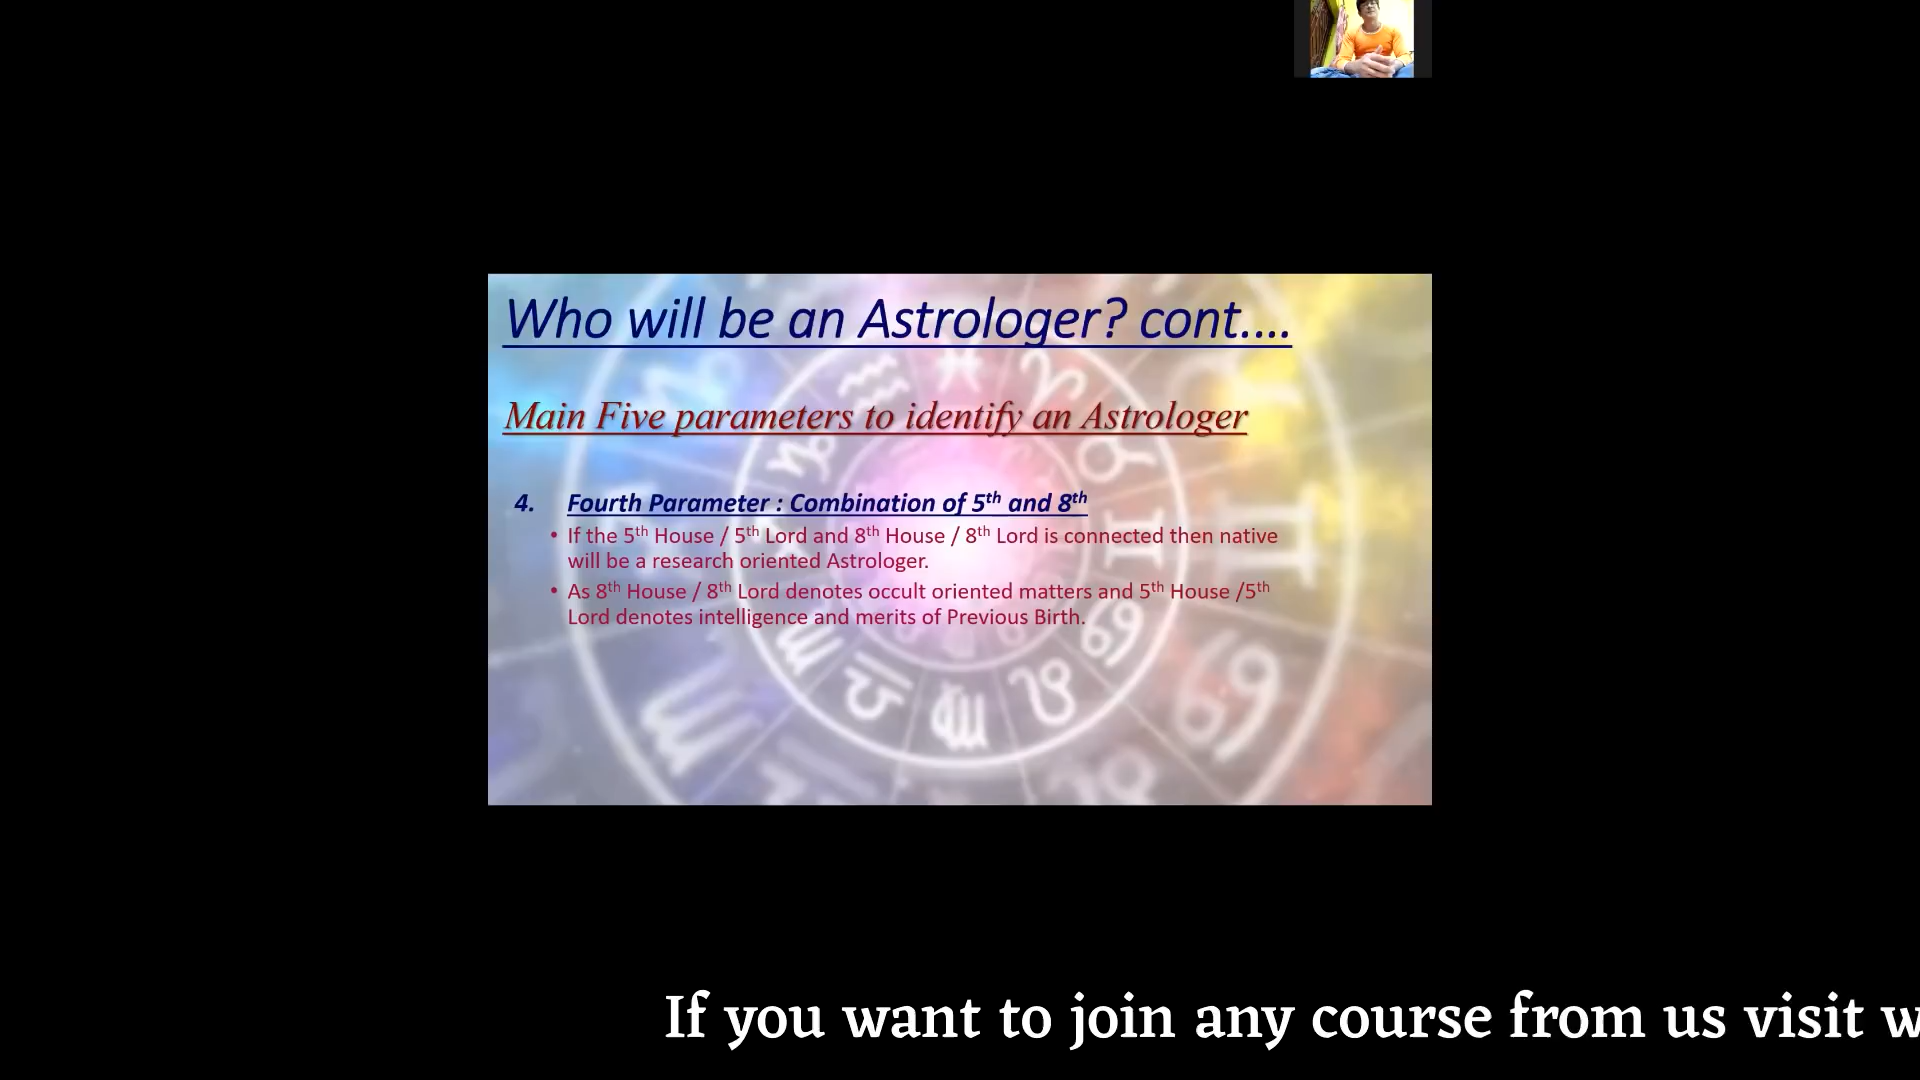 Who will be an Astrologer? cont....
Main Five parameters to identify an Astrologer
4. Fourth Parameter : Combination of 5th and 8th
• If the 5th House / 5th Lord and 8th House / 8th Lord is connected then native
will be a research oriented Astrologer.
• As 8th House / 8th Lord denotes occult oriented matters and 5th House /5th
Lord denotes intelligence and merits of Previous Birth.
If you want to join any course from us visit